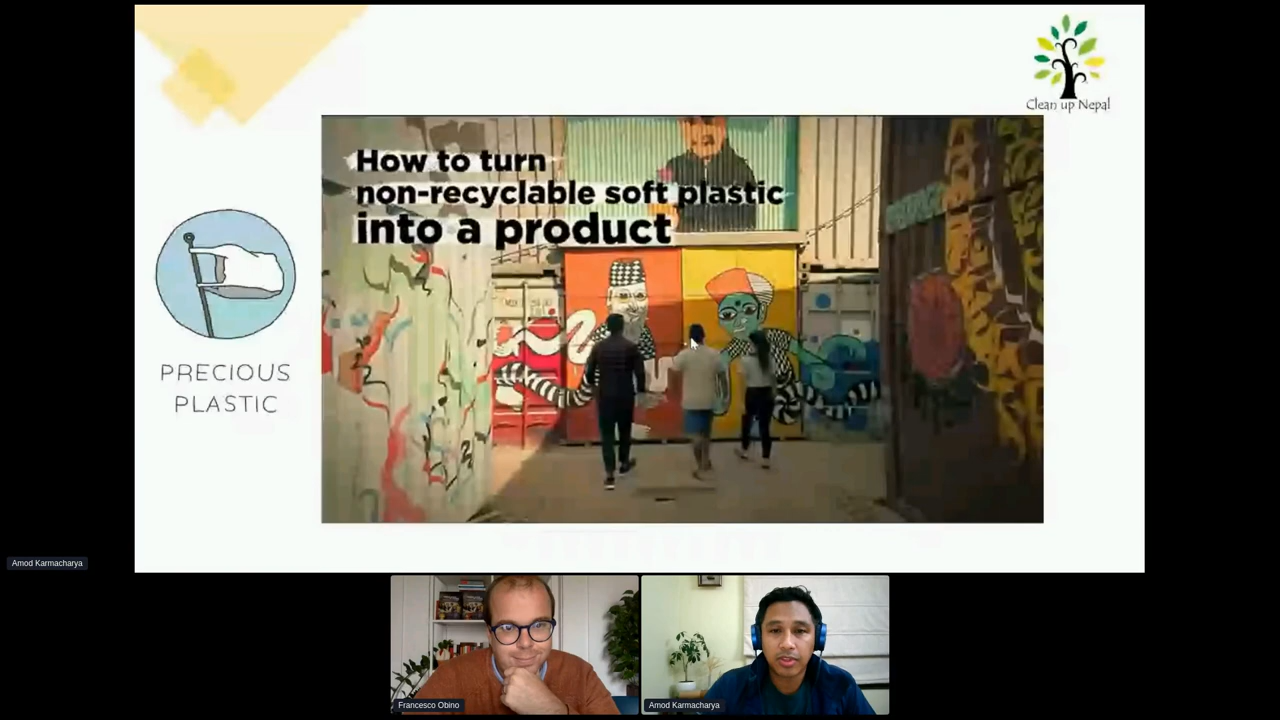 Clean up Nepal
How to turn
non-recyclable soft plastic
into a product
PRECIOUS
PLASTIC
Amod Karmacharya
Francesco Obino
Amod Karmacharya